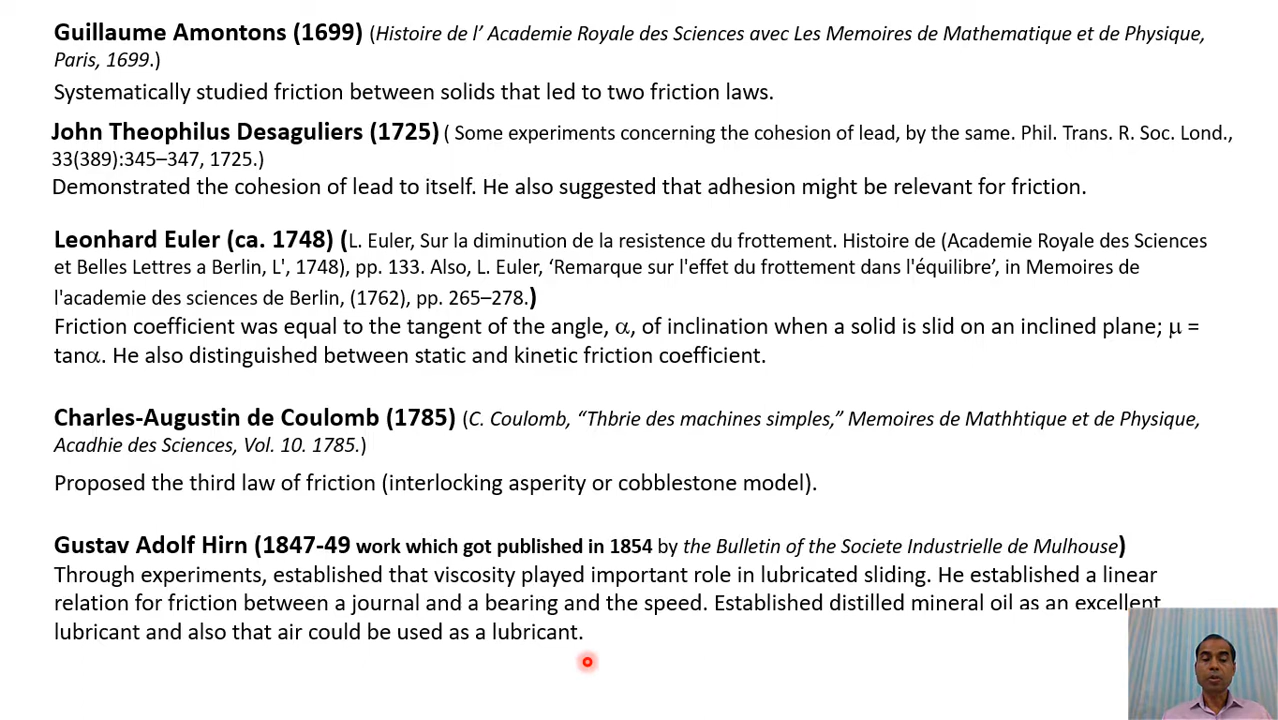 Guillaume Amontons (1699) (Histoire de l' Academie Royale des Sciences avec Les Memoires de Mathematique et de Physique,
Paris, 1699.)
Systematically studied friction between solids that led to two friction laws.
John Theophilus Desaguliers (1725) ( Some experiments concerning the cohesion of lead, by the same. Phil. Trans. R. Soc. Lond.,
33(389):345–347, 1725.)
Demonstrated the cohesion of lead to itself. He also suggested that adhesion might be relevant for friction.
Leonhard Euler (ca. 1748) (L. Euler, Sur la diminution de la resistence du frottement. Histoire de (Academie Royale des Sciences
et Belles Lettres a Berlin, L', 1748), pp. 133. Also, L. Euler, ‘Remarque sur l'effet du frottement dans l'équilibre’, in Memoires de
l'academie des sciences de Berlin, (1762), pp. 265–278.)
Friction coefficient was equal to the tangent of the angle, α, of inclination when a solid is slid on an inclined plane; μ =
tanα. He also distinguished between static and kinetic friction coefficient.
Charles-Augustin de Coulomb (1785) (C. Coulomb, “Thbrie des machines simples,” Memoires de Mathhtique et de Physique,
Acadhie des Sciences, Vol. 10. 1785.)
Proposed the third law of friction (interlocking asperity or cobblestone model).
Gustav Adolf Hirn (1847-49 work which got published in 1854 by the Bulletin of the Societe Industrielle de Mulhouse)
Through experiments, established that viscosity played important role in lubricated sliding. He established a linear
relation for friction between a journal and a bearing and the speed. Established distilled mineral oil as an excellent
lubricant and also that air could be used as a lubricant.